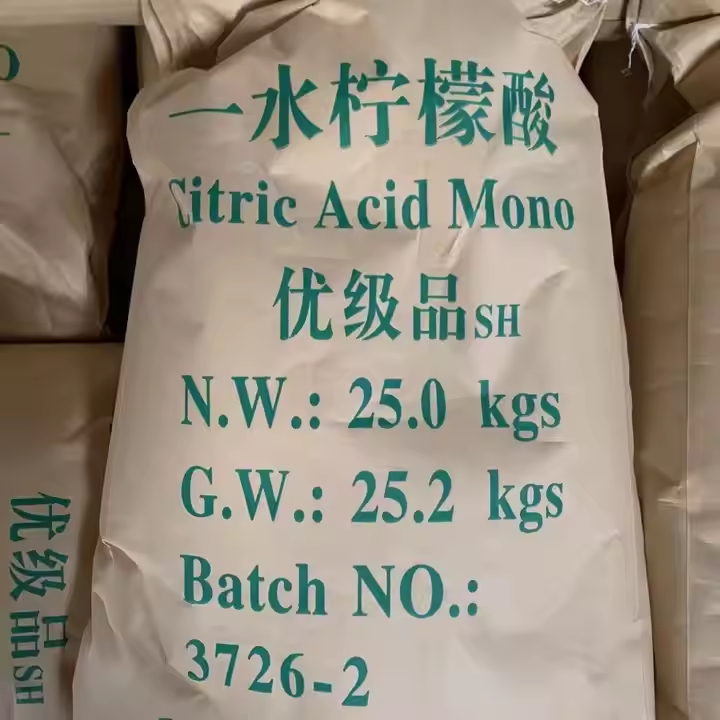 一水柠檬酸
Citric Acid Mono
优级品SH
N.W.: 25.0 kgs
G.W.: 25.2 kgs
Batch NO.:
3726-2
优级品SH